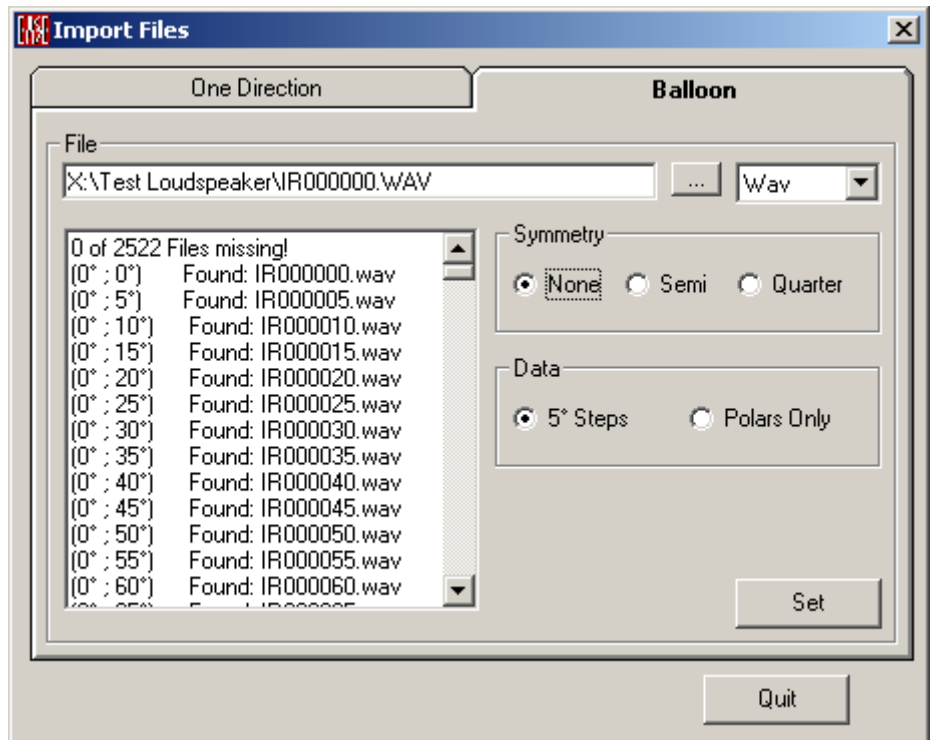 EASE
Import Files
One Direction
Balloon
File
X:\Test Loudspeaker\IR000000.WAV
...
Wav
0 of 2522 Files missing!
(0° ; 0°) Found: IR000000.wav
(0° ; 5°) Found: IR000005.wav
(0° ; 10°) Found: IR000010.wav
(0° ; 15°) Found: IR000015.wav
(0° ; 20°) Found: IR000020.wav
(0° ; 25°) Found: IR000025.wav
(0° ; 30°) Found: IR000030.wav
(0° ; 35°) Found: IR000035.wav
(0° ; 40°) Found: IR000040.wav
(0° ; 45°) Found: IR000045.wav
(0° ; 50°) Found: IR000050.wav
(0° ; 55°) Found: IR000055.wav
(0° ; 60°) Found: IR000060.wav
Symmetry
None
Semi
Quarter
Data
5° Steps
Polars Only
Set
Quit